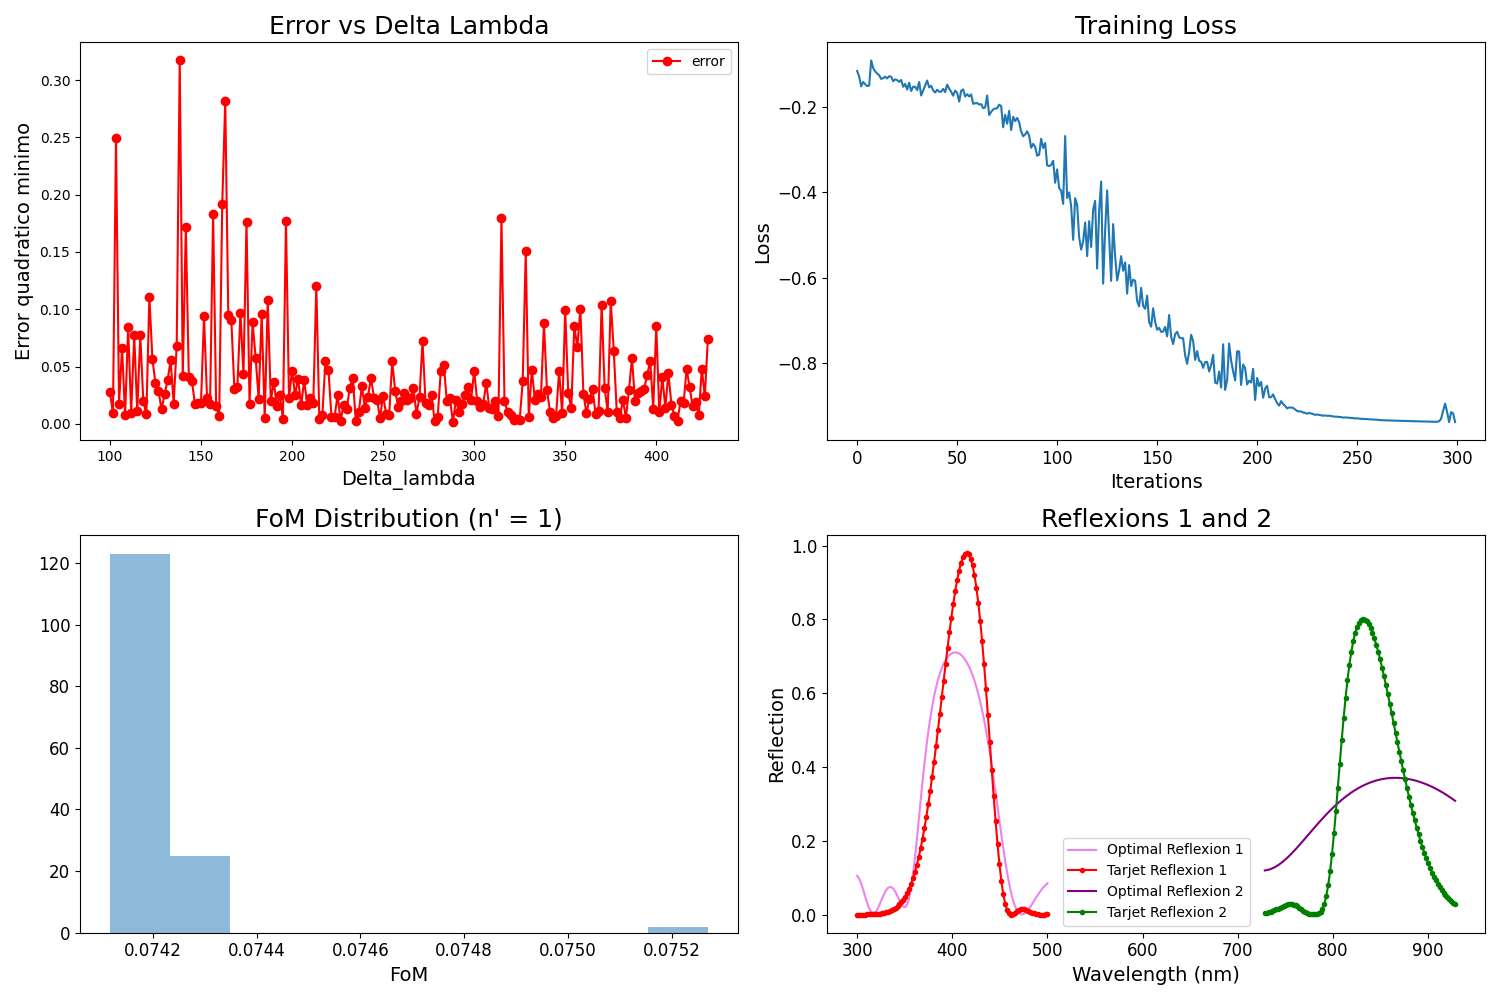 Error vs Delta Lambda
error
Error quadratico minimo
0.30
0.25
0.20
0.15
0.10
0.05
0.00
100 150 200 250 300 350 400
Delta_lambda
Training Loss
Loss
−0.2
−0.4
−0.6
−0.8
0 50 100 150 200 250 300
Iterations
FoM Distribution (n' = 1)
120
100
80
60
40
20
0
0.0742 0.0744 0.0746 0.0748 0.0750 0.0752
FoM
Reflexions 1 and 2
Reflection
1.0
0.8
0.6
0.4
0.2
0.0
Optimal Reflexion 1
Tarjet Reflexion 1
Optimal Reflexion 2
Tarjet Reflexion 2
300 400 500 600 700 800 900
Wavelength (nm)